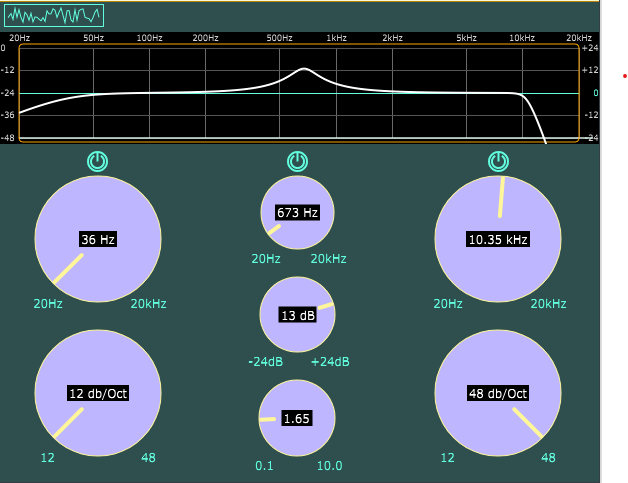 20Hz 50Hz 100Hz 200Hz 500Hz 1kHz 2kHz 5kHz 10kHz 20kHz
0 +24
-12 +12
-24 0
-36 -12
-48 -24
36 Hz 673 Hz 10.35 kHz
20Hz 20kHz
20Hz 20kHz 20Hz 20kHz
13 dB
-24dB +24dB
12 db/Oct 48 db/Oct
1.65
12 48 12 48
0.1 10.0